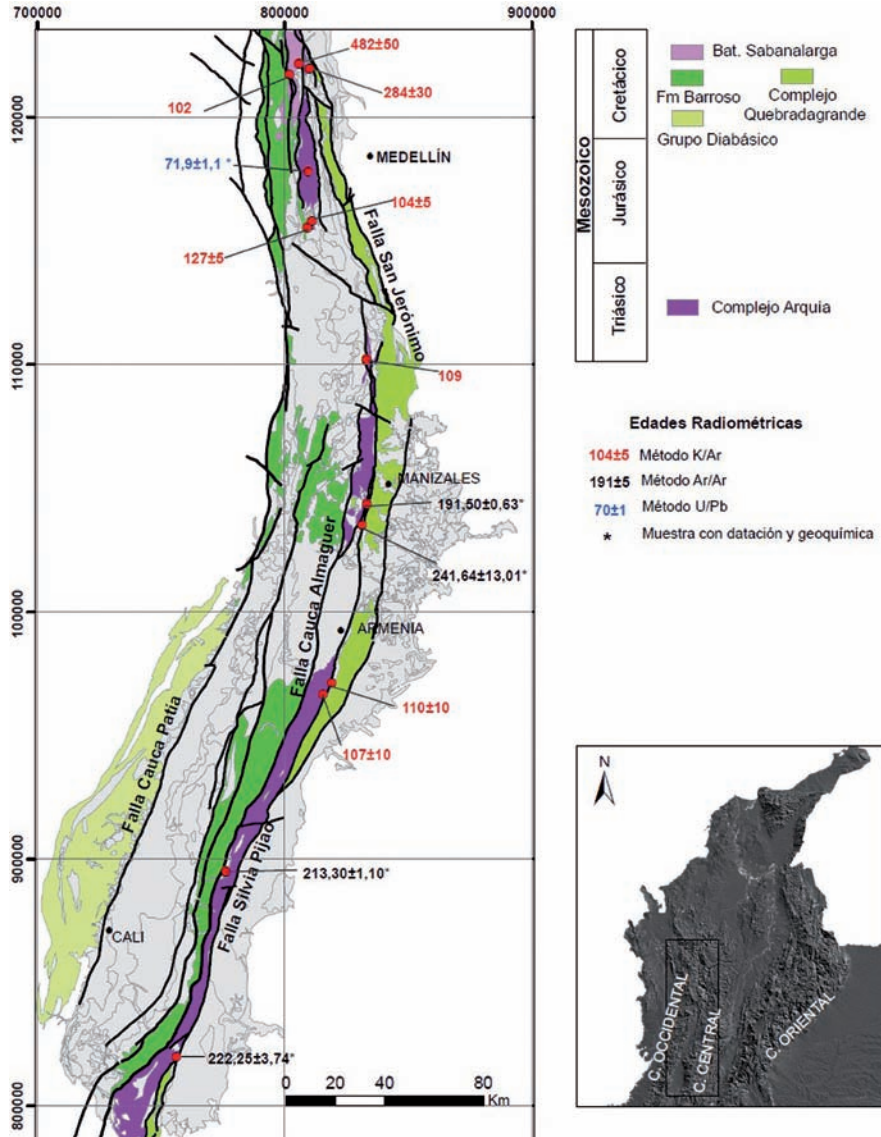 700000
800000
900000
482±50
284±30
102
120000
MEDELLÍN
71,9±1,1 *
104±5
127±5
Falla San Jerónimo
110000
109
MANIZALES
191,50±0,63*
241,64±13,01*
Falla Cauca Almaguer
100000
ARMENIA
110±10
107±10
Falla Cauca Patia
900000
213,30±1,10*
Falla Silvia Pijao
CALI
222,25±3,74*
0 40 80
Km
800000
Mesozoico
Cretácico
Jurásico
Triásico
Bat. Sabanalarga
Fm Barroso
Complejo
Quebradagrande
Grupo Diabásico
Complejo Arquia
Edades Radiométricas
104±5 Método K/Ar
191±5 Método Ar/Ar
70±1 Método U/Pb
* Muestra con datación y geoquímica
N
C. OCCIDENTAL
C. CENTRAL
C. ORIENTAL